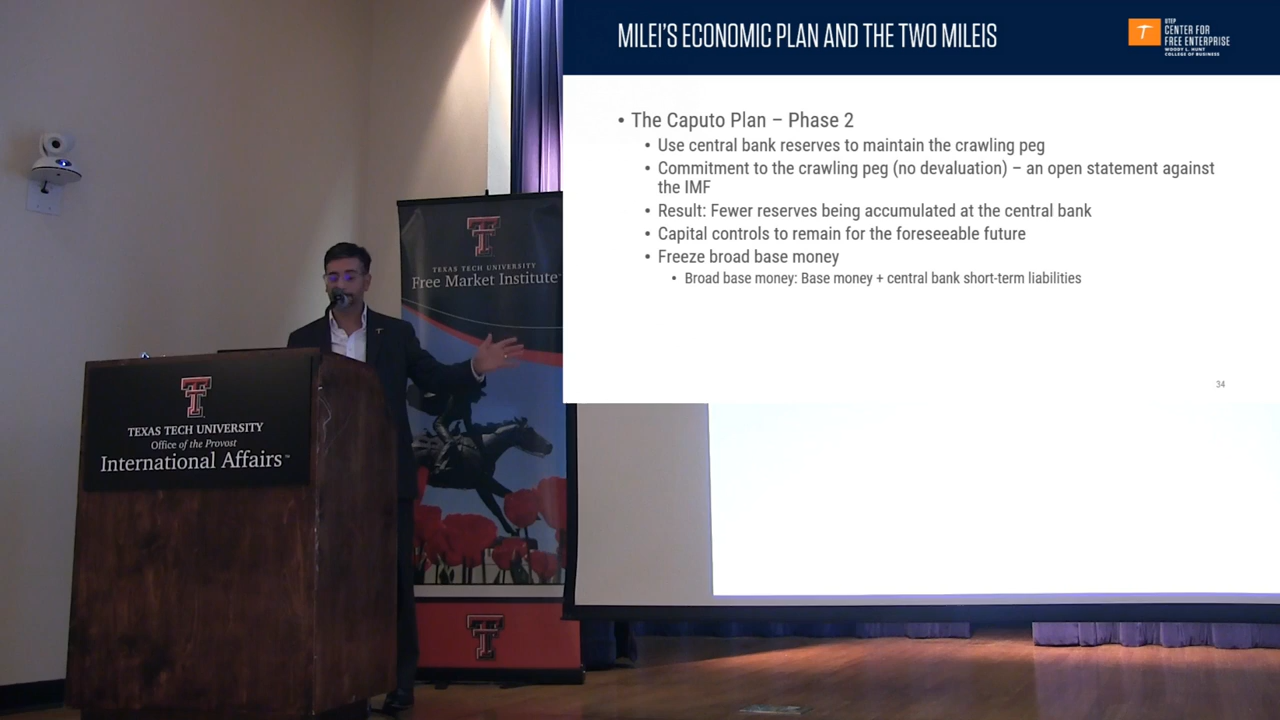 MILEI'S ECONOMIC PLAN AND THE TWO MILEIS
UTEP
CENTER FOR
FREE ENTERPRISE
WOODY L. HUNT
COLLEGE OF BUSINESS
• The Caputo Plan – Phase 2
• Use central bank reserves to maintain the crawling peg
• Commitment to the crawling peg (no devaluation) – an open statement against
the IMF
• Result: Fewer reserves being accumulated at the central bank
• Capital controls to remain for the foreseeable future
• Freeze broad base money
• Broad base money: Base money + central bank short-term liabilities
34
TEXAS TECH UNIVERSITY
Free Market Institute
TEXAS TECH UNIVERSITY
Office of the Provost
International Affairs™